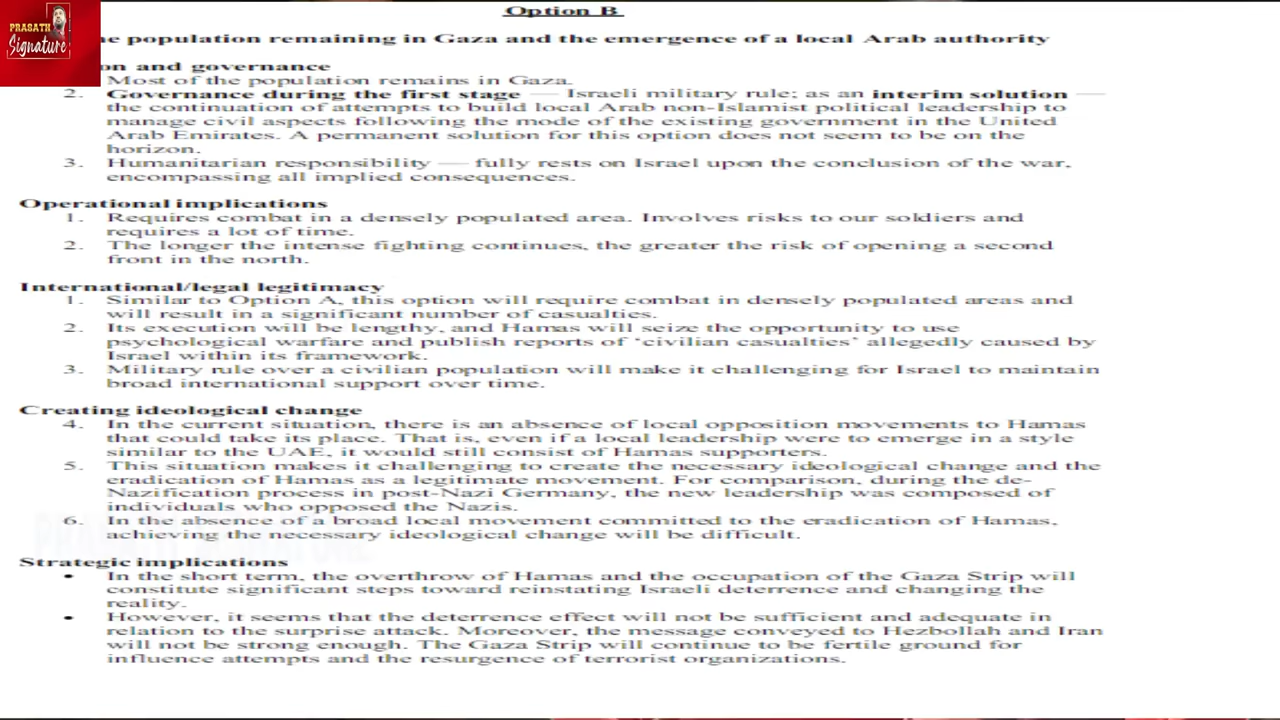 PRASATH
Signature
Option B
he population remaining in Gaza and the emergence of a local Arab authority
on and governance
Most of the population remains in Gaza.
2. Governance during the first stage — Israeli military rule; as an interim solution —
the continuation of attempts to build local Arab non-Islamist political leadership to
manage civil aspects following the mode of the existing government in the United
Arab Emirates. A permanent solution for this option does not seem to be on the
horizon.
3. Humanitarian responsibility — fully rests on Israel upon the conclusion of the war,
encompassing all implied consequences.
Operational implications
1. Requires combat in a densely populated area. Involves risks to our soldiers and
requires a lot of time.
2. The longer the intense fighting continues, the greater the risk of opening a second
front in the north.
International/legal legitimacy
1. Similar to Option A, this option will require combat in densely populated areas and
will result in a significant number of casualties.
2. Its execution will be lengthy, and Hamas will seize the opportunity to use
psychological warfare and publish reports of ‘civilian casualties’ allegedly caused by
Israel within its framework.
3. Military rule over a civilian population will make it challenging for Israel to maintain
broad international support over time.
Creating ideological change
4. In the current situation, there is an absence of local opposition movements to Hamas
that could take its place. That is, even if a local leadership were to emerge in a style
similar to the UAE, it would still consist of Hamas supporters.
5. This situation makes it challenging to create the necessary ideological change and the
eradication of Hamas as a legitimate movement. For comparison, during the de-
Nazification process in post-Nazi Germany, the new leadership was composed of
individuals who opposed the Nazis.
6. In the absence of a broad local movement committed to the eradication of Hamas,
achieving the necessary ideological change will be difficult.
Strategic implications
• In the short term, the overthrow of Hamas and the occupation of the Gaza Strip will
constitute significant steps toward reinstating Israeli deterrence and changing the
reality.
• However, it seems that the deterrence effect will not be sufficient and adequate in
relation to the surprise attack. Moreover, the message conveyed to Hezbollah and Iran
will not be strong enough. The Gaza Strip will continue to be fertile ground for
influence attempts and the resurgence of terrorist organizations.